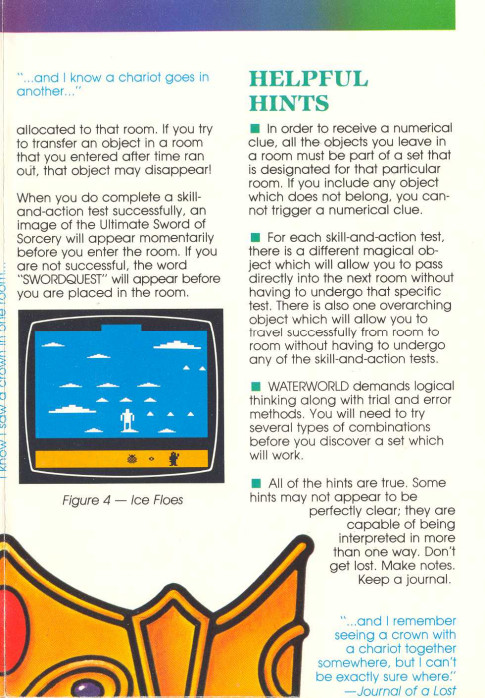 I know I saw a crown in one room...
"...and I know a chariot goes in
another..."
allocated to that room. If you try
to transfer an object in a room
that you entered after time ran
out, that object may disappear!
When you do complete a skill-
and-action test successfully, an
image of the Ultimate Sword of
Sorcery will appear momentarily
before you enter the room. If you
are not successful, the word
"SWORDQUEST" will appear before
you are placed in the room.
Figure 4 — Ice Floes
HELPFUL
HINTS
■ In order to receive a numerical
clue, all the objects you leave in
a room must be part of a set that
is designated for that particular
room. If you include any object
which does not belong, you can-
not trigger a numerical clue.
■ For each skill-and-action test,
there is a different magical ob-
ject which will allow you to pass
directly into the next room without
having to undergo that specific
test. There is also one overarching
object which will allow you to
travel successfully from room to
room without having to undergo
any of the skill-and-action tests.
■ WATERWORLD demands logical
thinking along with trial and error
methods. You will need to try
several types of combinations
before you discover a set which
will work.
■ All of the hints are true. Some
hints may not appear to be
perfectly clear; they are
capable of being
interpreted in more
than one way. Don't
get lost. Make notes.
Keep a journal.
"...and I remember
seeing a crown with
a chariot together
somewhere, but I can't
be exactly sure where."
—Journal of a Lost